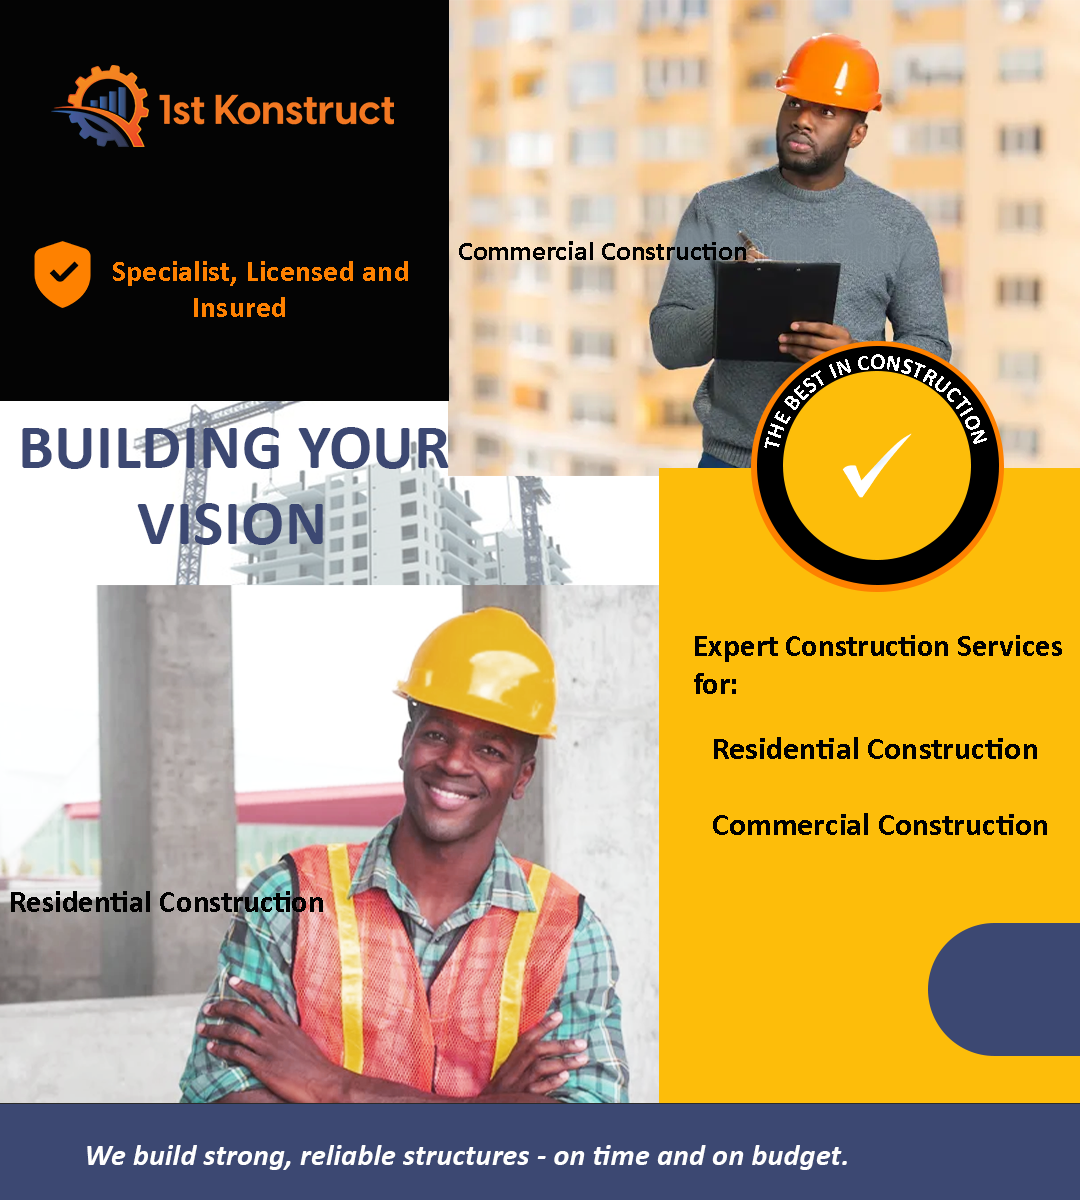 1st Konstruct
Specialist, Licensed and
Insured
Commercial Construction
THE BEST IN CONSTRUCTION
BUILDING YOUR
VISION
Expert Construction Services
for:
Residential Construction
Commercial Construction
Residential Construction
We build strong, reliable structures - on time and on budget.